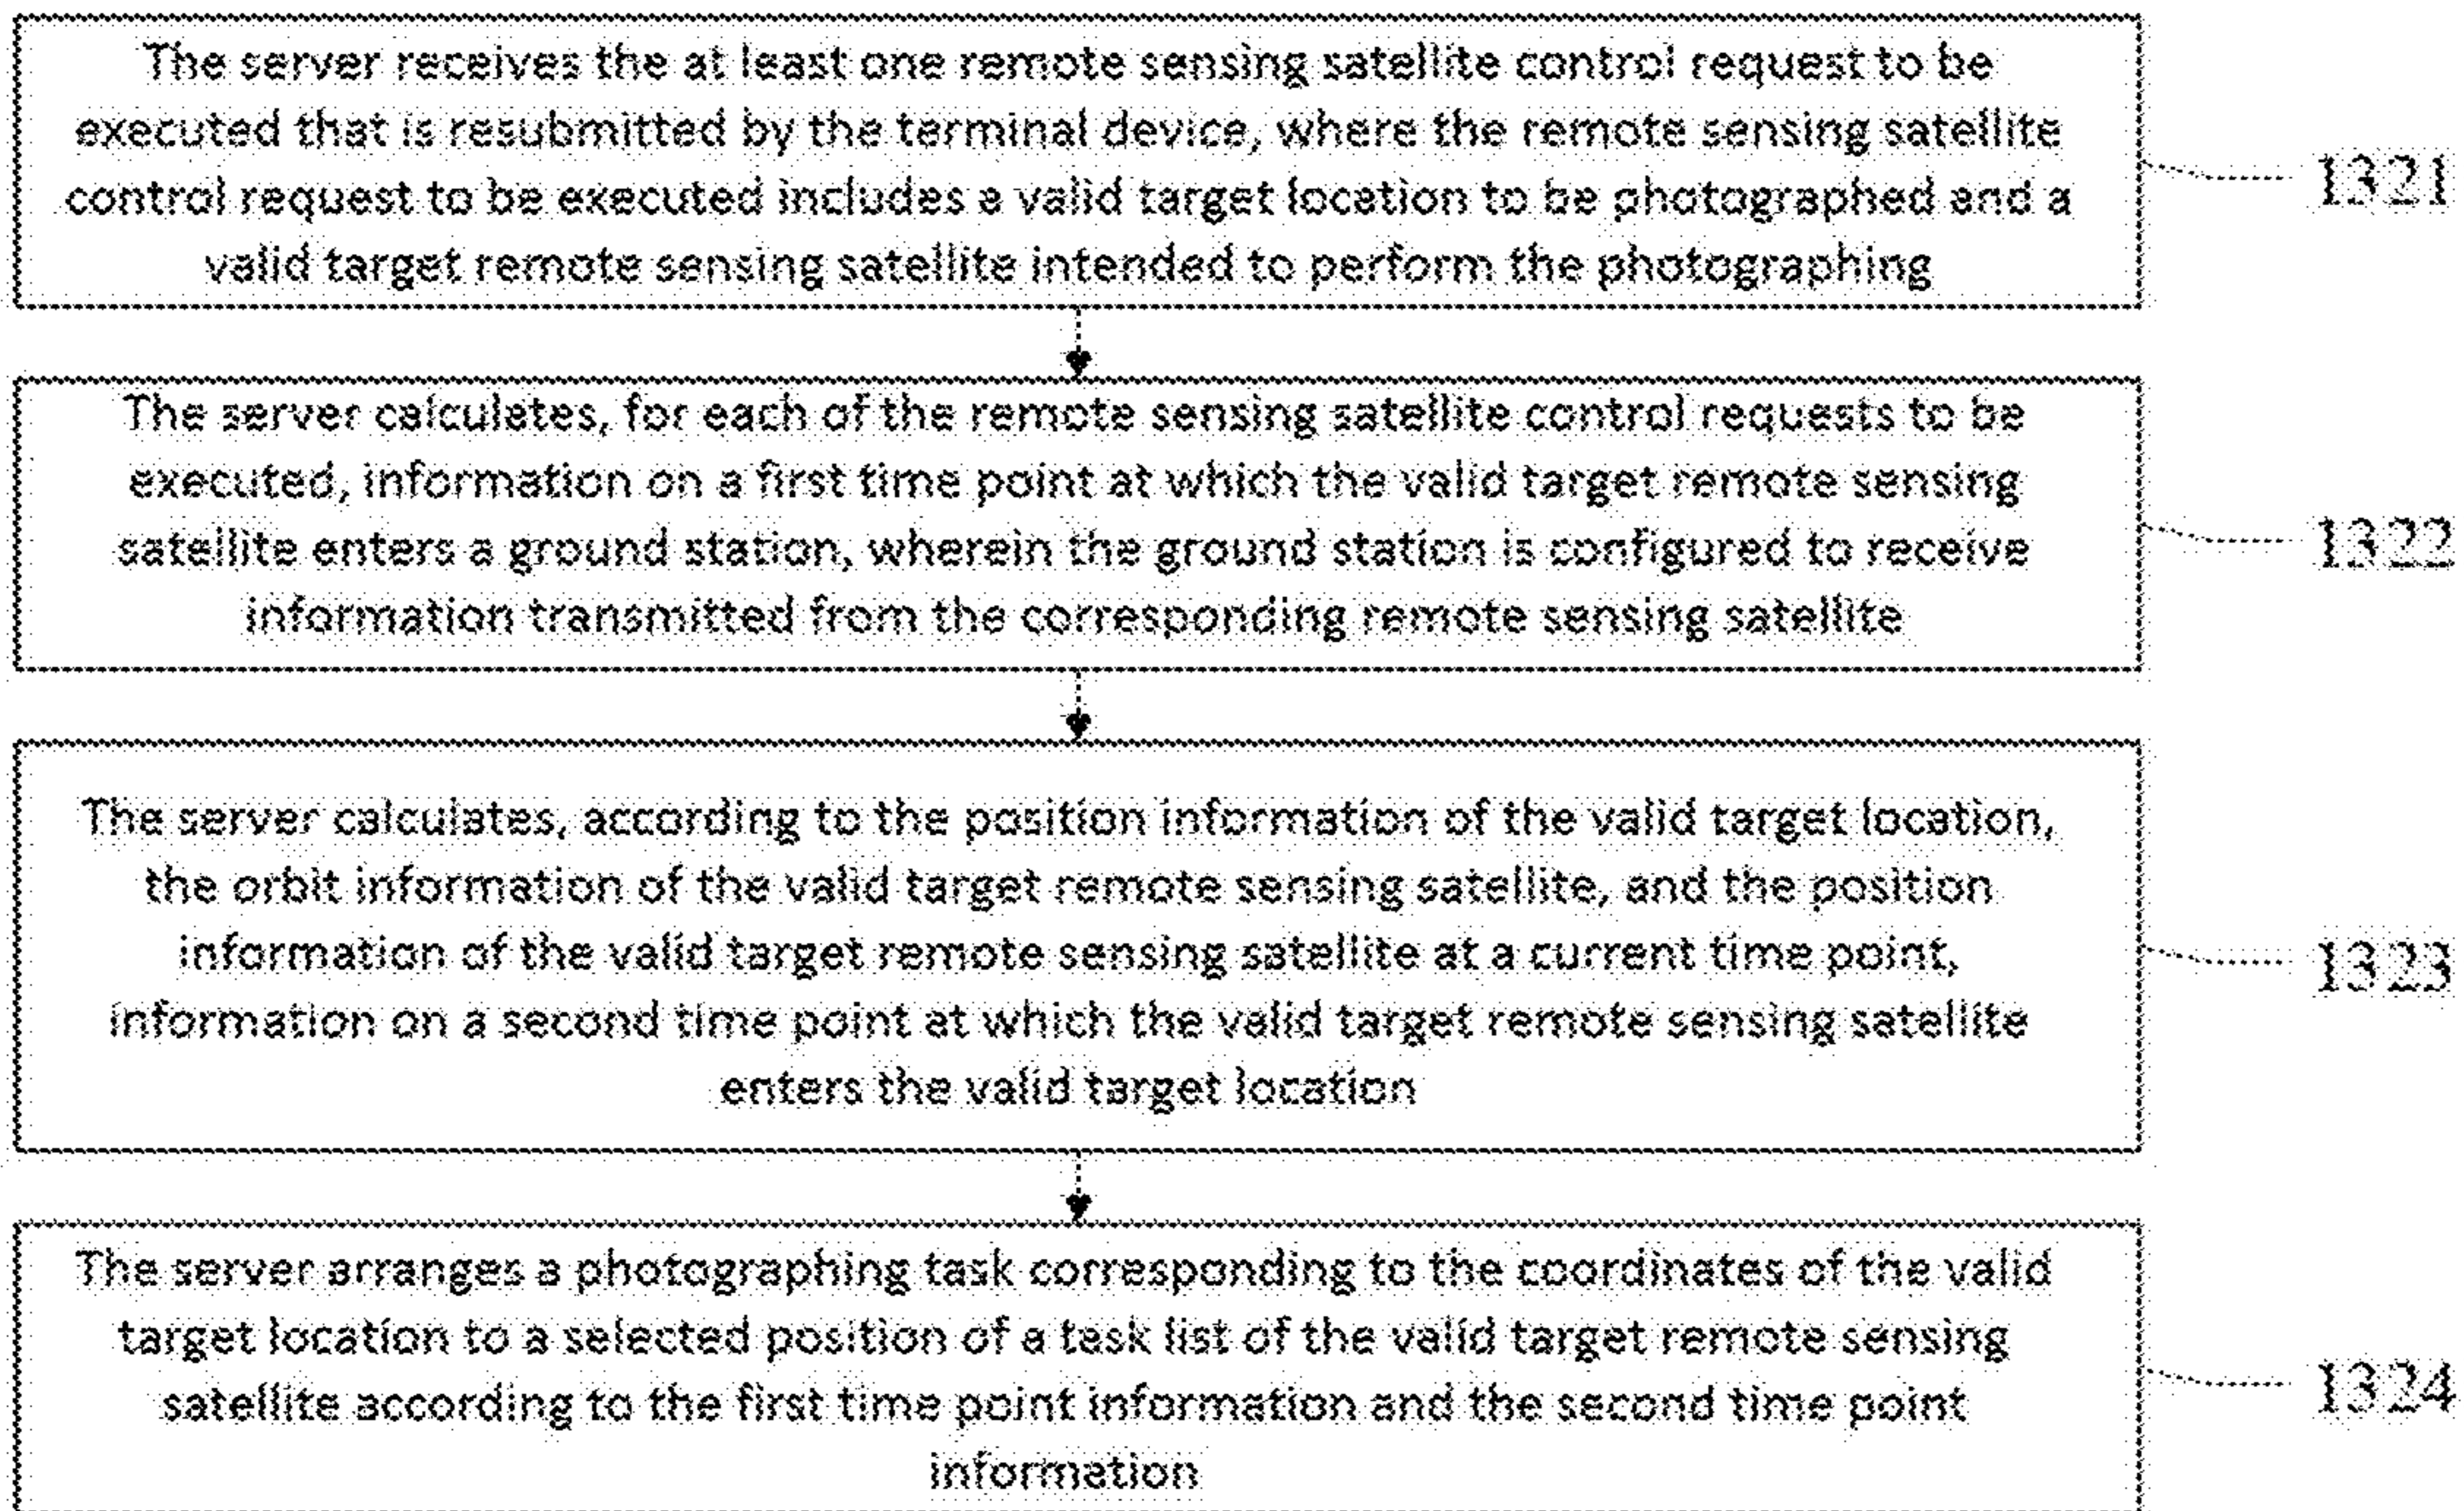 The server receives the at least one remote sensing satellite control request to be
executed that is resubmitted by the terminal device, where the remote sensing satellite
control request to be executed includes a valid target location to be photographed and a
valid target remote sensing satellite intended to perform the photographing
1321
The server calculates, for each of the remote sensing satellite control requests to be
executed, information on a first time point at which the valid target remote sensing
satellite enters a ground station, wherein the ground station is configured to receive
information transmitted from the corresponding remote sensing satellite
1322
The server calculates, according to the position information of the valid target location,
the orbit information of the valid target remote sensing satellite, and the position
information of the valid target remote sensing satellite at a current time point,
information on a second time point at which the valid target remote sensing satellite
enters the valid target location
1323
The server arranges a photographing task corresponding to the coordinates of the valid
target location to a selected position of a task list of the valid target remote sensing
satellite according to the first time point information and the second time point
information
1324